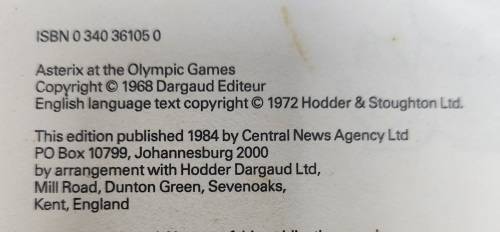 ISBN 0 340 36105 0
Asterix at the Olympic Games
Copyright © 1968 Dargaud Editeur
English language text copyright © 1972 Hodder & Stoughton Ltd.
This edition published 1984 by Central News Agency Ltd
PO Box 10799, Johannesburg 2000
by arrangement with Hodder Dargaud Ltd,
Mill Road, Dunton Green, Sevenoaks,
Kent, England